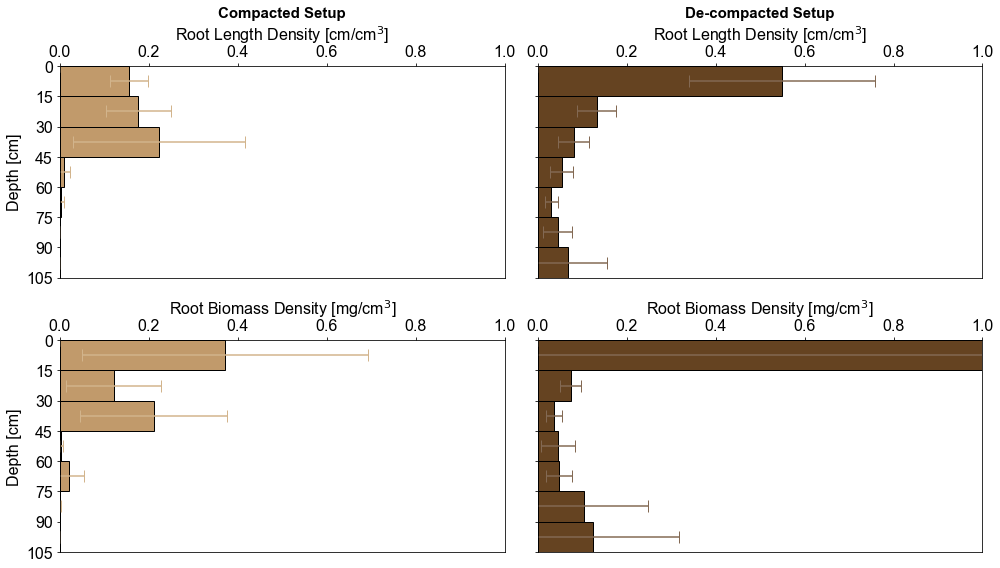 Compacted Setup
Root Length Density [cm/cm³]
0.0 0.2 0.4 0.6 0.8 1.0
De-compacted Setup
Root Length Density [cm/cm³]
0.0 0.2 0.4 0.6 0.8 1.0
Depth [cm]
0
15
30
45
60
75
90
105
Root Biomass Density [mg/cm³]
0.0 0.2 0.4 0.6 0.8 1.0
Root Biomass Density [mg/cm³]
0.0 0.2 0.4 0.6 0.8 1.0
Depth [cm]
0
15
30
45
60
75
90
105